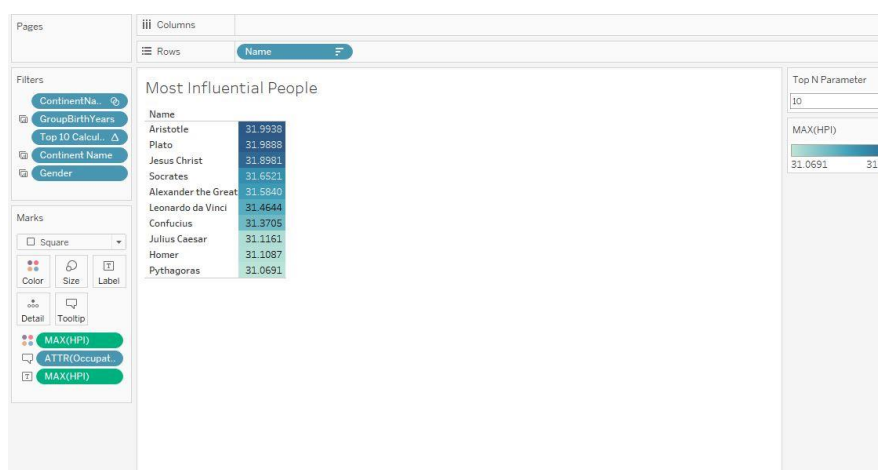 Pages
iii Columns
Rows
Name
Filters
ContinentNa..
GroupBirthYears
Top 10 Calcul..
Continent Name
Gender
Marks
Square
Color
Size
Label
Detail
Tooltip
MAX(HPI)
ATTR(Occupat..
MAX(HPI)
Most Influential People
Name
Aristotle 31.9938
Plato 31.9888
Jesus Christ 31.8981
Socrates 31.6521
Alexander the Great 31.5840
Leonardo da Vinci 31.4644
Confucius 31.3705
Julius Caesar 31.1161
Homer 31.1087
Pythagoras 31.0691
Top N Parameter
10
MAX(HPI)
31.0691 31